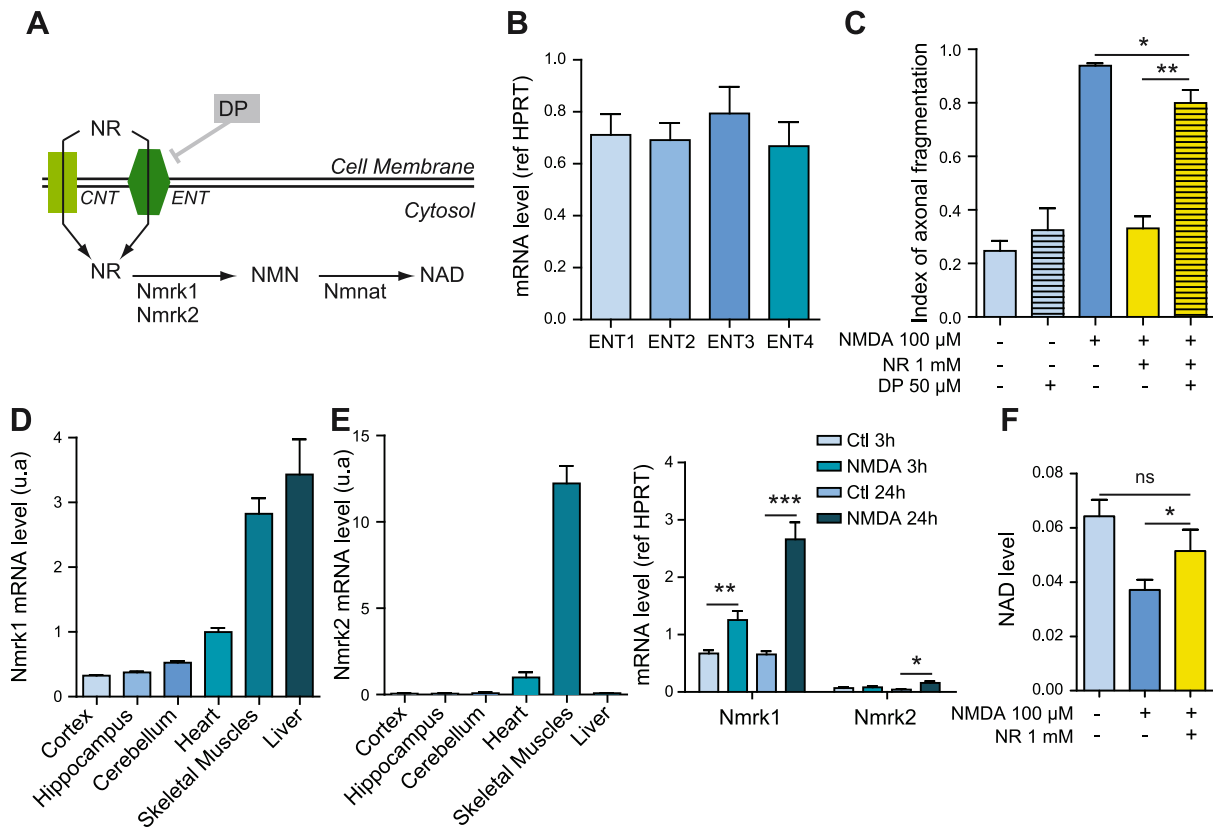 A
NR
DP
CNT
ENT
Cell Membrane
Cytosol
NR
NMN
NAD
Nmrk1
Nmrk2
Nmnat
B
mRNA level (ref HPRT)
1.0
0.8
0.6
0.4
0.2
0.0
ENT1 ENT2 ENT3 ENT4
C
Index of axonal fragmentation
1.0
0.8
0.6
0.4
0.2
0.0
*
**
NMDA 100 µM - - + + +
NR 1 mM - - - + +
DP 50 µM - + - - +
D
Nmrk1 mRNA level (u.a)
4
3
2
1
0
Cortex
Hippocampus
Cerebellum
Heart
Skeletal Muscles
Liver
E
Nmrk2 mRNA level (u.a)
15
10
5
0
Cortex
Hippocampus
Cerebellum
Heart
Skeletal Muscles
Liver
mRNA level (ref HPRT)
4
3
2
1
0
Ctl 3h
NMDA 3h
Ctl 24h
NMDA 24h
**
***
*
Nmrk1 Nmrk2
F
NAD level
0.08
0.06
0.04
0.02
0.00
ns
*
NMDA 100 µM - + +
NR 1 mM - - +